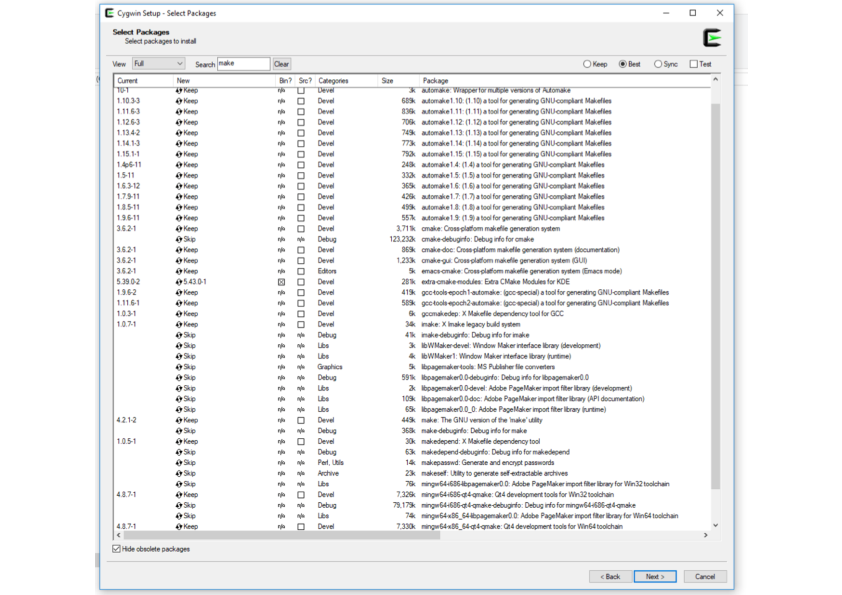 Cygwin Setup - Select Packages
Select Packages
Select packages to install
View Full Search make Clear Keep Best Sync Test
Current New Bin? Src? Categories Size Package
10-1 Keep n/a Devel 3k automake: Wrapper for multiple versions of Automake
1.10.3-3 Keep n/a Devel 689k automake1.10: (1.10) a tool for generating GNU-compliant Makefiles
1.11.6-3 Keep n/a Devel 836k automake1.11: (1.11) a tool for generating GNU-compliant Makefiles
1.12.6-3 Keep n/a Devel 706k automake1.12: (1.12) a tool for generating GNU-compliant Makefiles
1.13.4-2 Keep n/a Devel 749k automake1.13: (1.13) a tool for generating GNU-compliant Makefiles
1.14.1-3 Keep n/a Devel 773k automake1.14: (1.14) a tool for generating GNU-compliant Makefiles
1.15.1-1 Keep n/a Devel 792k automake1.15: (1.15) a tool for generating GNU-compliant Makefiles
1.4p6-11 Keep n/a Devel 248k automake1.4: (1.4) a tool for generating GNU-compliant Makefiles
1.5-11 Keep n/a Devel 332k automake1.5: (1.5) a tool for generating GNU-compliant Makefiles
1.6.3-12 Keep n/a Devel 365k automake1.6: (1.6) a tool for generating GNU-compliant Makefiles
1.7.9-11 Keep n/a Devel 426k automake1.7: (1.7) a tool for generating GNU-compliant Makefiles
1.8.5-11 Keep n/a Devel 499k automake1.8: (1.8) a tool for generating GNU-compliant Makefiles
1.9.6-11 Keep n/a Devel 557k automake1.9: (1.9) a tool for generating GNU-compliant Makefiles
3.6.2-1 Keep n/a Devel 3,711k cmake: Cross-platform makefile generation system
Skip n/a n/a Debug 123,232k cmake-debuginfo: Debug info for cmake
3.6.2-1 Keep n/a Devel 869k cmake-doc: Cross-platform makefile generation system (documentation)
3.6.2-1 Keep n/a Devel 1,233k cmake-gui: Cross-platform makefile generation system (GUI)
3.6.2-1 Keep n/a Editors 5k emacs-cmake: Cross-platform makefile generation system (Emacs mode)
5.39.0-2 5.43.0-1 Devel 281k extra-cmake-modules: Extra CMake Modules for KDE
1.9.6-2 Keep n/a Devel 419k gcc-tools-epoch1-automake: (gcc-special) a tool for generating GNU-compliant Makefiles
1.11.6-1 Keep n/a Devel 589k gcc-tools-epoch2-automake: (gcc-special) a tool for generating GNU-compliant Makefiles
1.0.3-1 Keep n/a Devel 6k gccmakedep: X Makefile dependency tool for GCC
1.0.7-1 Keep n/a Devel 34k imake: X Imake legacy build system
Skip n/a n/a Debug 41k imake-debuginfo: Debug info for imake
Skip n/a n/a Libs 3k libWMaker-devel: Window Maker interface library (development)
Skip n/a n/a Libs 4k libWMaker1: Window Maker interface library (runtime)
Skip n/a n/a Graphics 5k libpagemaker-tools: MS Publisher file converters
Skip n/a n/a Debug 591k libpagemaker0.0-debuginfo: Debug info for libpagemaker0.0
Skip n/a n/a Libs 2k libpagemaker0.0-devel: Adobe PageMaker import filter library (development)
Skip n/a n/a Libs 109k libpagemaker0.0-doc: Adobe PageMaker import filter library (API documentation)
Skip n/a n/a Libs 65k libpagemaker0.0_0: Adobe PageMaker import filter library (runtime)
4.2.1-2 Keep n/a Devel 449k make: The GNU version of the 'make' utility
Skip n/a n/a Debug 368k make-debuginfo: Debug info for make
1.0.5-1 Keep n/a Devel 30k makedepend: X Makefile dependency tool
Skip n/a n/a Debug 63k makedepend-debuginfo: Debug info for makedepend
Skip n/a n/a Perl, Utils 14k makepasswd: Generate and encrypt passwords
Skip n/a n/a Archive 23k makeself: Utility to generate self-extractable archives
Skip n/a n/a Libs 76k mingw64-i686-libpagemaker0.0: Adobe PageMaker import filter library for Win32 toolchain
4.8.7-1 Keep n/a Devel 7,326k mingw64-i686-qt4-qmake: Qt4 development tools for Win32 toolchain
Skip n/a n/a Debug 79,179k mingw64-i686-qt4-qmake-debuginfo: Debug info for mingw64-i686-qt4-qmake
Skip n/a n/a Libs 74k mingw64-x86_64-libpagemaker0.0: Adobe PageMaker import filter library for Win64 toolchain
4.8.7-1 Keep n/a Devel 7,330k mingw64-x86_64-qt4-qmake: Qt4 development tools for Win64 toolchain
Hide obsolete packages
< Back Next > Cancel